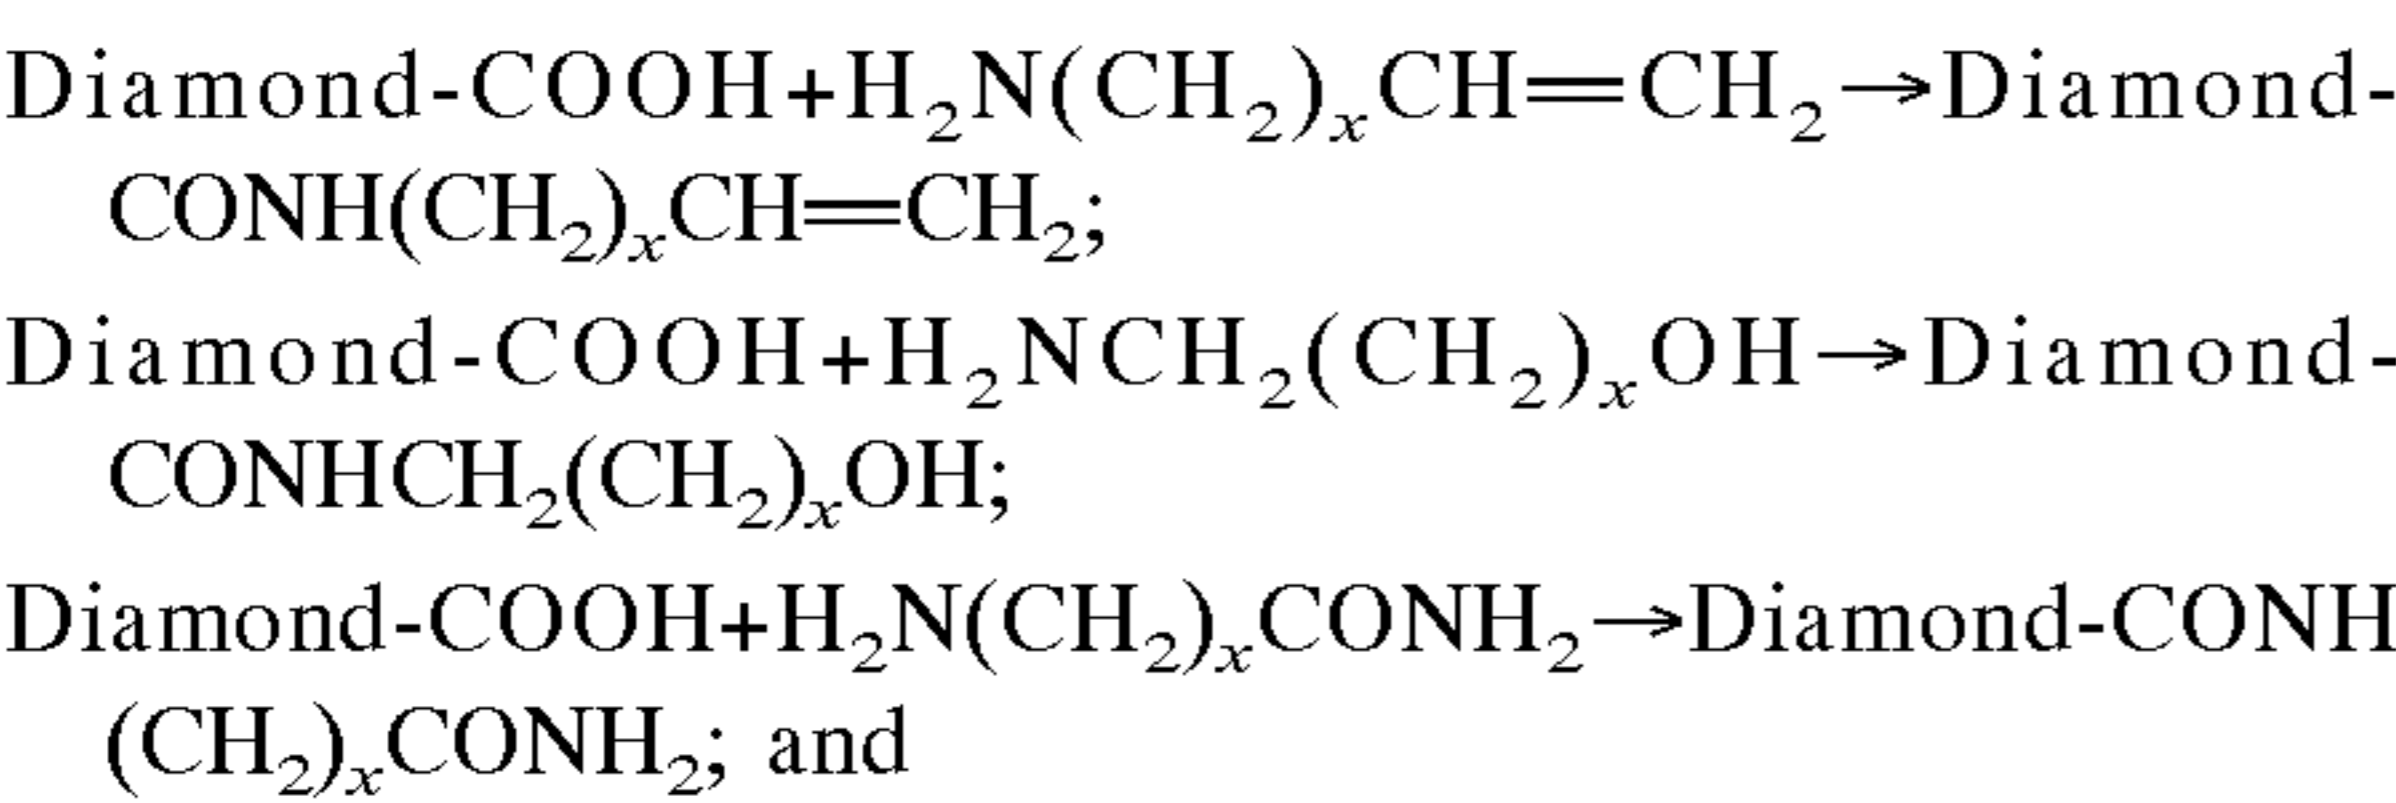 Diamond-COOH+H₂N(CH₂)ₓCH═CH₂→Diamond-
CONH(CH₂)ₓCH═CH₂;
Diamond-COOH+H₂NCH₂(CH₂)ₓOH→Diamond-
CONHCH₂(CH₂)ₓOH;
Diamond-COOH+H₂N(CH₂)ₓCONH₂→Diamond-CONH
(CH₂)ₓCONH₂; and